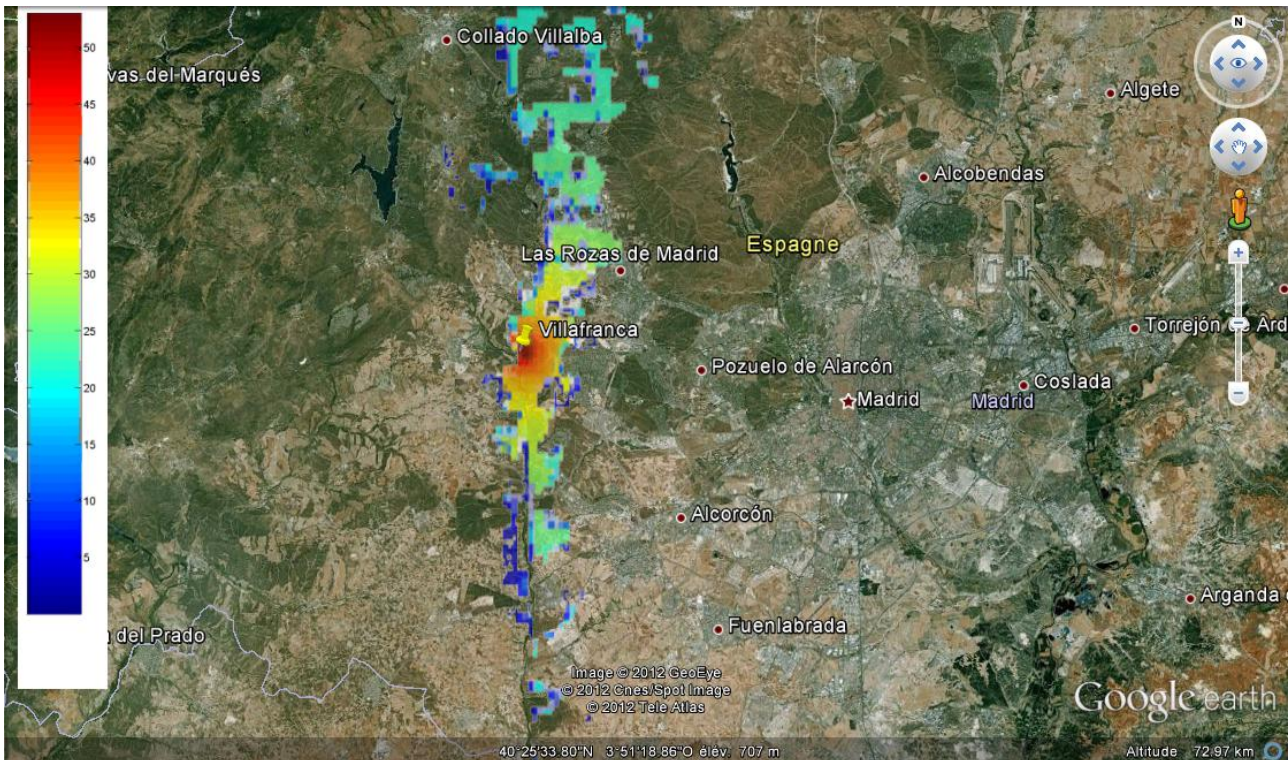 50
45
40
35
30
25
20
15
10
5
Collado Villalba
vas del Marqués
Algete
Alcobendas
Espagne
Las Rozas de Madrid
Villafranca
Torrejón de Ard
Pozuelo de Alarcón
Coslada
Madrid
Madrid
Alcorcón
Arganda
Fuenlabrada
del Prado
N
Image © 2012 GeoEye
© 2012 Cnes/Spot Image
© 2012 Tele Atlas
Google earth
40°25'33.80"N 3°51'18.86"O élév. 707 m
Altitude 72.97 km